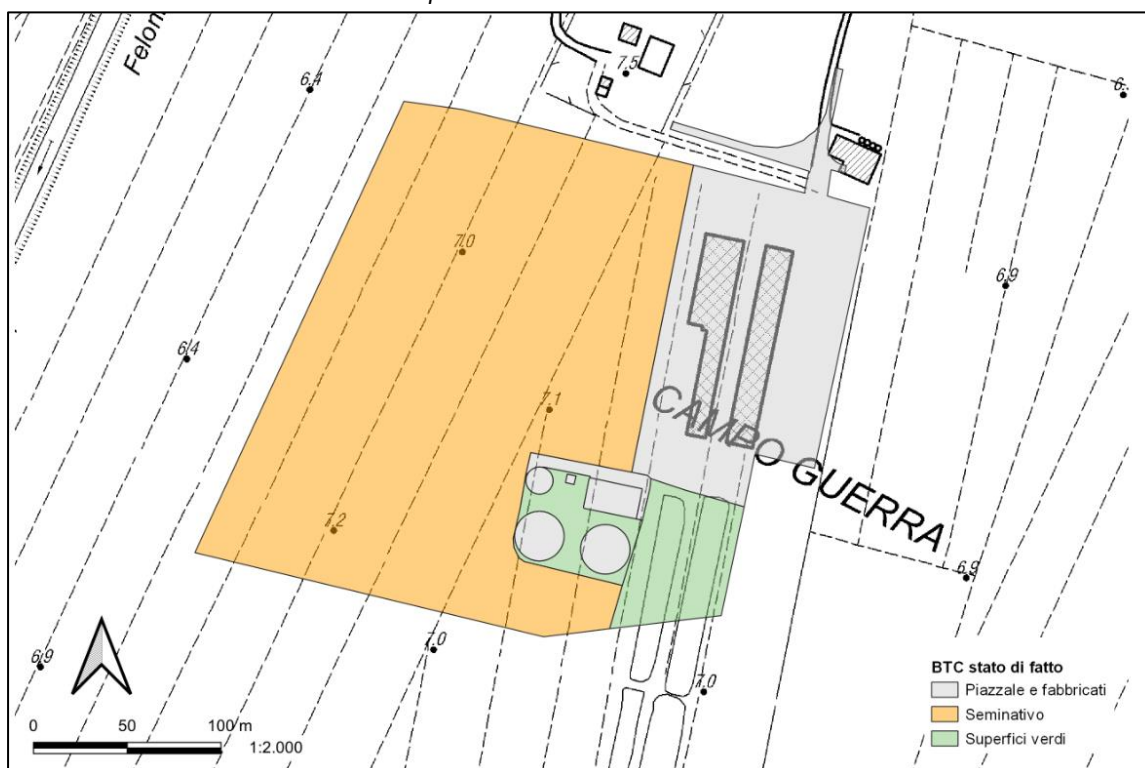 Felon
6.4
7.5
6.
7.0
6.9
6.4
7.1
CAMPO GUERRA
7.2
6.9
7.0
6.9
7.0
BTC stato di fatto
Piazzale e fabbricati
Seminativo
Superfici verdi
0 50 100 m
1:2.000